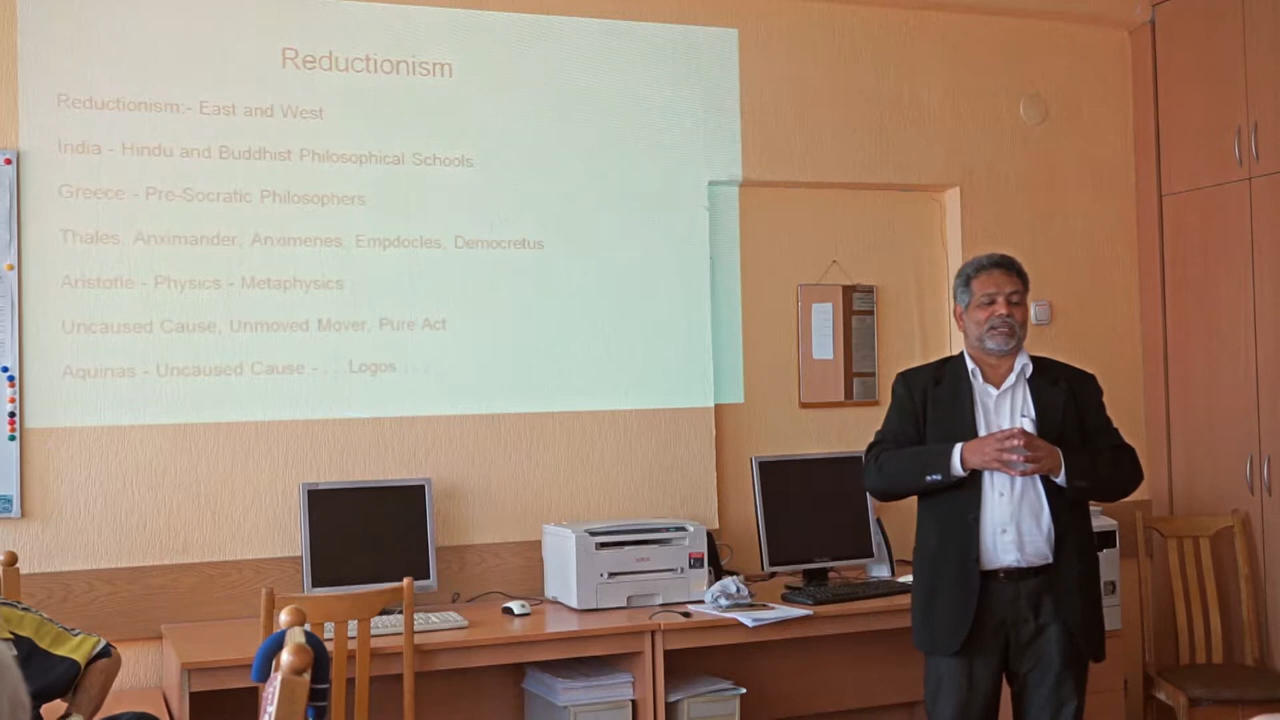 Reductionism
Reductionism:- East and West
India - Hindu and Buddhist Philosophical Schools
Greece - Pre-Socratic Philosophers
Thales, Anximander, Anixmenes, Empdocles, Democretus
Aristotle - Physics - Metaphysics
Uncaused Cause, Unmoved Mover, Pure Act
Aquinas - Uncaused Cause - . . . Logos . . .